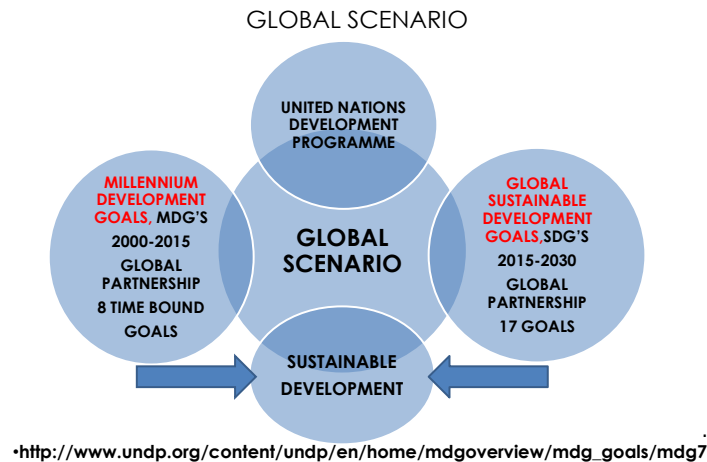 GLOBAL SCENARIO
UNITED NATIONS
DEVELOPMENT
PROGRAMME
MILLENNIUM
DEVELOPMENT
GOALS, MDG'S
2000-2015
GLOBAL
PARTNERSHIP
8 TIME BOUND
GOALS
GLOBAL
SCENARIO
GLOBAL
SUSTAINABLE
DEVELOPMENT
GOALS,SDG'S
2015-2030
GLOBAL
PARTNERSHIP
17 GOALS
SUSTAINABLE
DEVELOPMENT
.
•http://www.undp.org/content/undp/en/home/mdgoverview/mdg_goals/mdg7